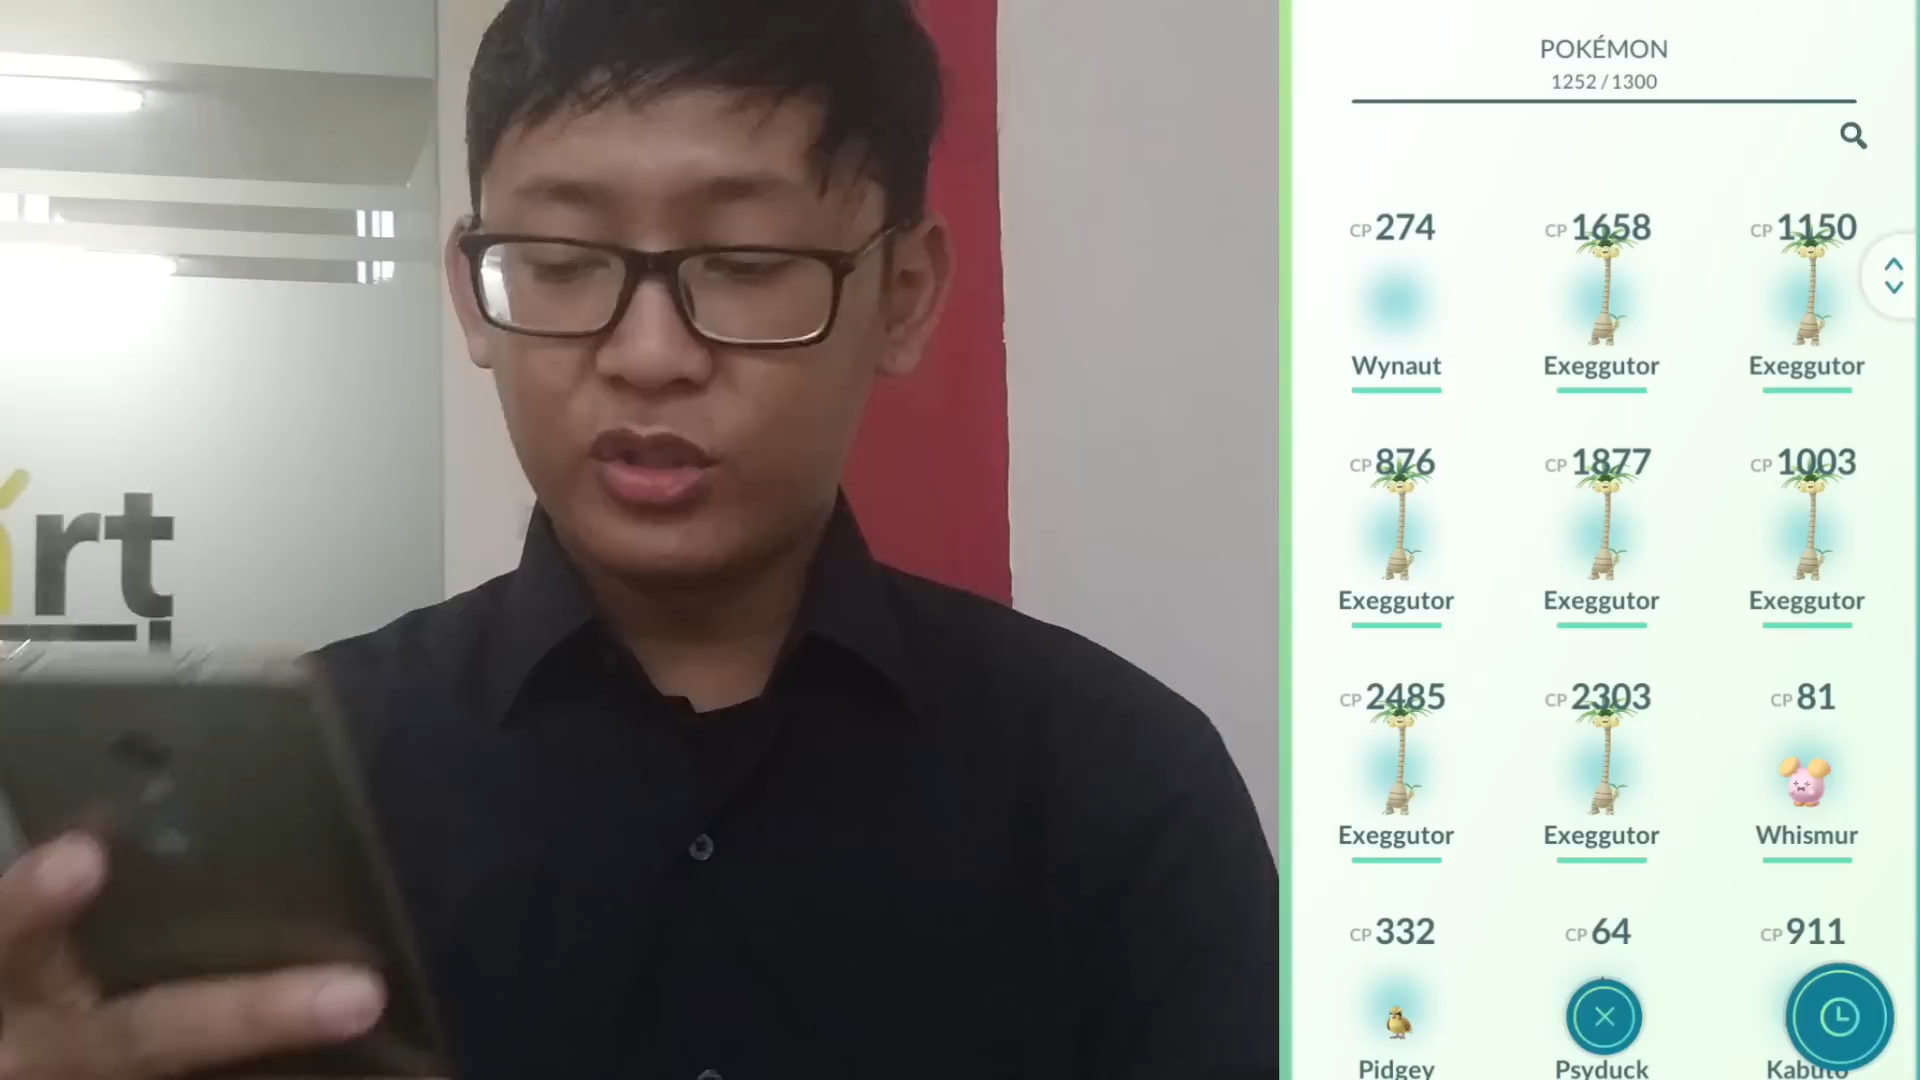 árt
POKÉMON
1252 / 1300
CP 274
CP 1658
CP 1150
Wynaut
Exeggutor
Exeggutor
CP 876
CP 1877
CP 1003
Exeggutor
Exeggutor
Exeggutor
CP 2485
CP 2303
CP 81
Exeggutor
Exeggutor
Whismur
CP 332
CP 64
CP 911
Pidgey
Psyduck
Kabuto